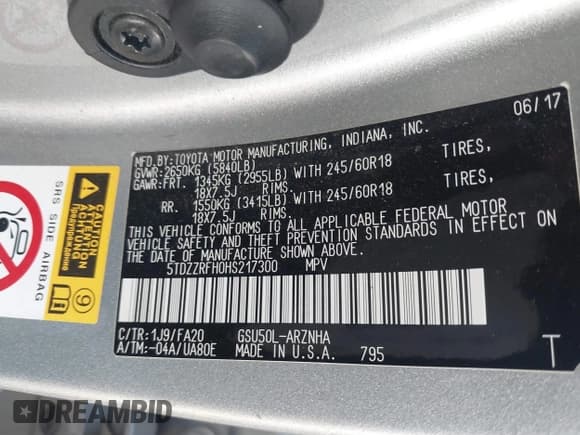 06/17
MFD.BY:TOYOTA MOTOR MANUFACTURING, INDIANA, INC.
GVWR:2650KG (5840LB)
GAWR:FRT. 1345KG (2955LB) WITH 245/60R18 TIRES,
18X7.5J RIMS.
RR. 1550KG (3415LB) WITH 245/60R18 TIRES,
18X7.5J RIMS.
THIS VEHICLE CONFORMS TO ALL APPLICABLE FEDERAL MOTOR
VEHICLE SAFETY AND THEFT PREVENTION STANDARDS IN EFFECT ON
THE DATE OF MANUFACTURE SHOWN ABOVE.
5TDZZRFH0HS217300 MPV
C/TR:1J9/FA20 GSU50L-ARZNHA
A/TM:-04A/UA80E MADE IN U.S.A. 795
T
SRS SIDE AIRBAG
CAUTION
ATTENTION
9
DREAMBID